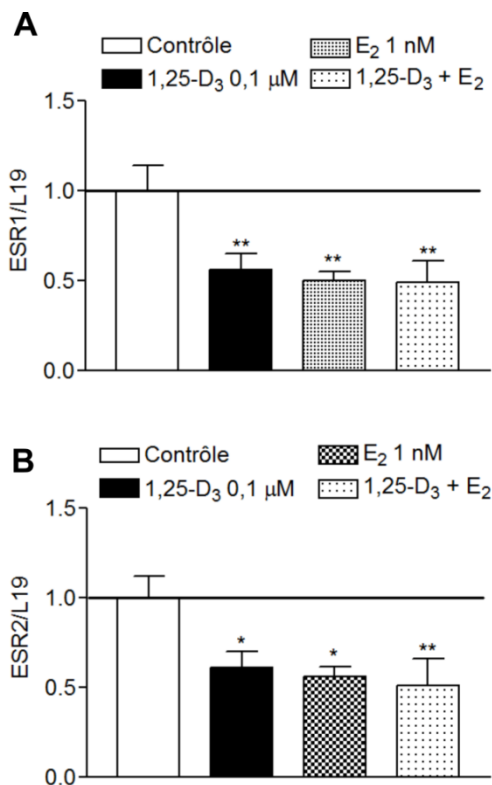 A
Contrôle
E₂ 1 nM
1,25-D₃ 0,1 μM
1,25-D₃ + E₂
ESR1/L19
1.5
1.0
0.5
0.0
**
**
**
B
Contrôle
E₂ 1 nM
1,25-D₃ 0,1 μM
1,25-D₃ + E₂
ESR2/L19
1.5
1.0
0.5
0.0
*
*
**